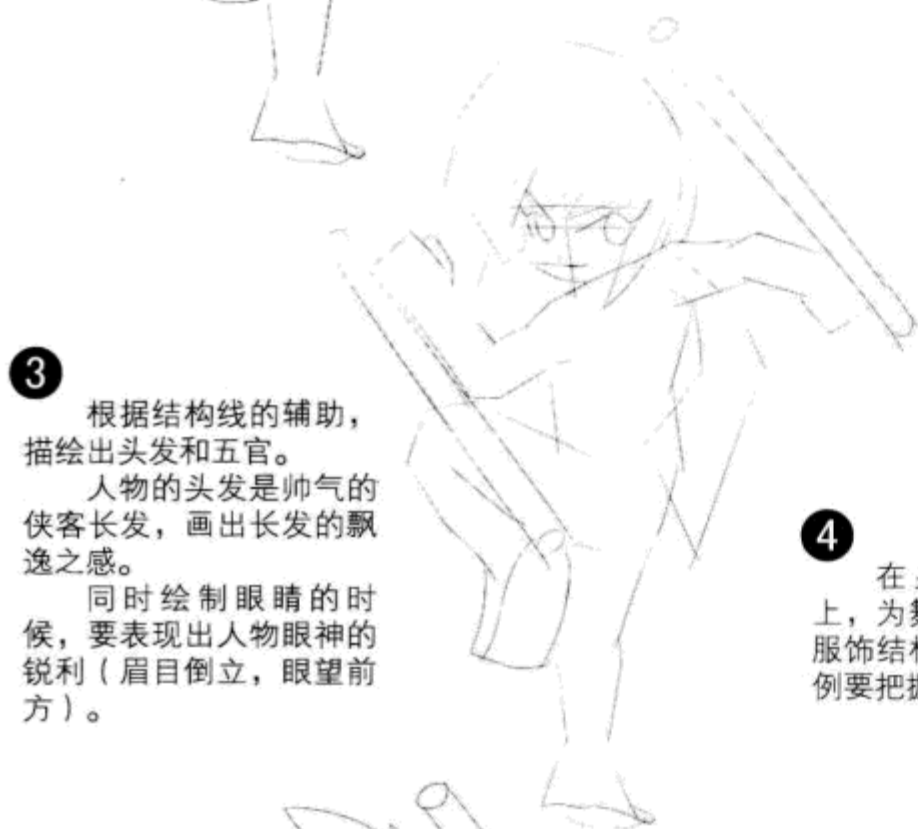 3
根据结构线的辅助，
描绘出头发和五官。
人物的头发是帅气的
侠客长发，画出长发的飘
逸之感。
同时绘制眼睛的时
候，要表现出人物眼神的
锐利（眉目倒立，眼望前
方）。
4
在
上，为
服饰结构
例要把握